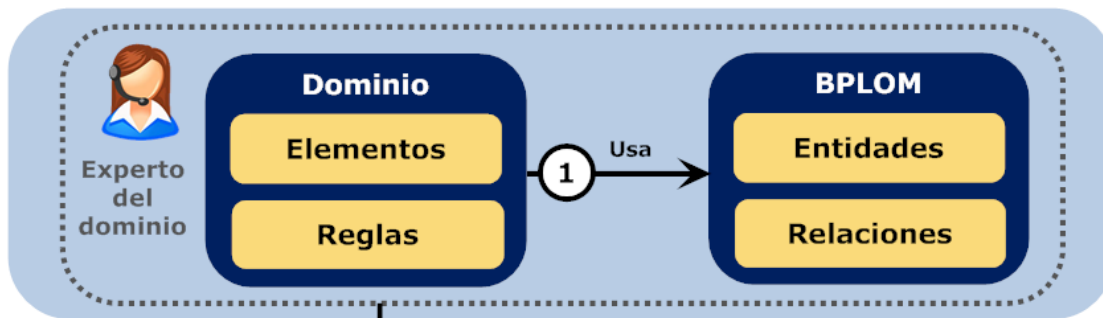 Experto
del
dominio
Dominio
Elementos
Reglas
1
Usa
BPLOM
Entidades
Relaciones